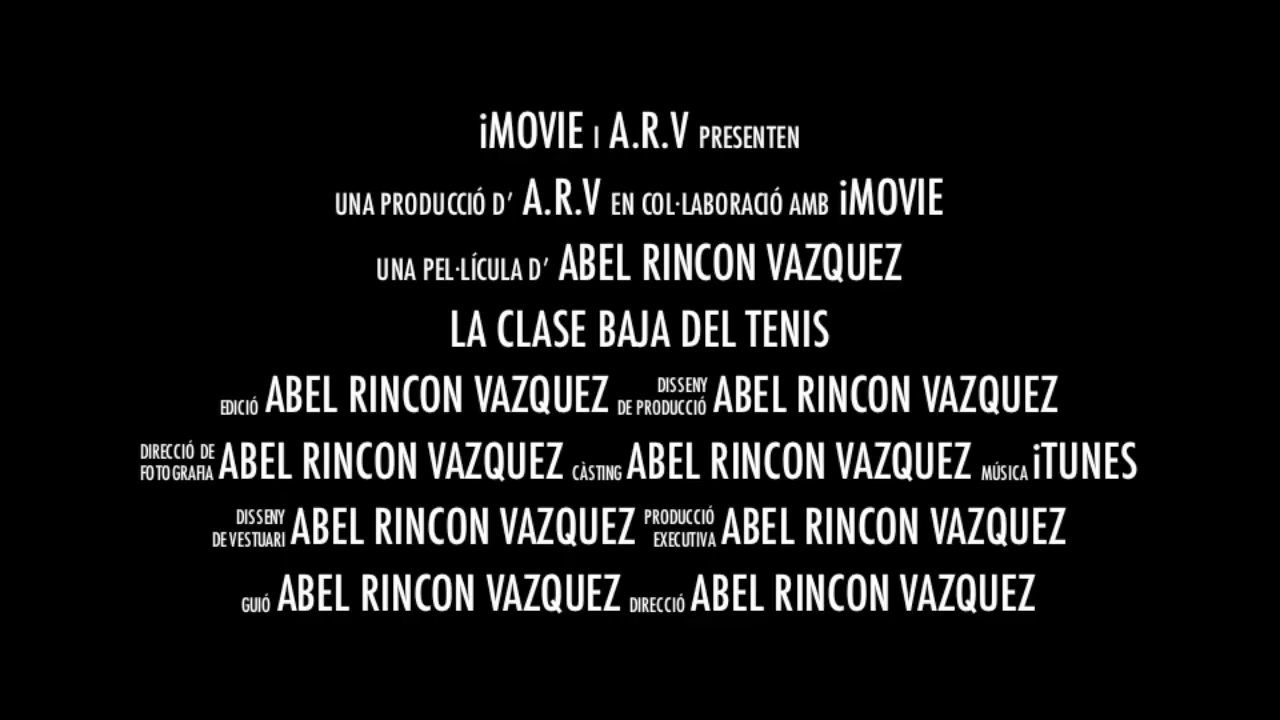 iMOVIE I A.R.V PRESENTEN
UNA PRODUCCIÓ D’ A.R.V EN COL·LABORACIÓ AMB iMOVIE
UNA PEL·LÍCULA D’ ABEL RINCON VAZQUEZ
LA CLASE BAJA DEL TENIS
EDICIÓ ABEL RINCON VAZQUEZ DISSENY DE PRODUCCIÓ ABEL RINCON VAZQUEZ
DIRECCIÓ DE FOTOGRAFIA ABEL RINCON VAZQUEZ CÀSTING ABEL RINCON VAZQUEZ MÚSICA iTUNES
DISSENY DE VESTUARI ABEL RINCON VAZQUEZ PRODUCCIÓ EXECUTIVA ABEL RINCON VAZQUEZ
GUIÓ ABEL RINCON VAZQUEZ DIRECCIÓ ABEL RINCON VAZQUEZ